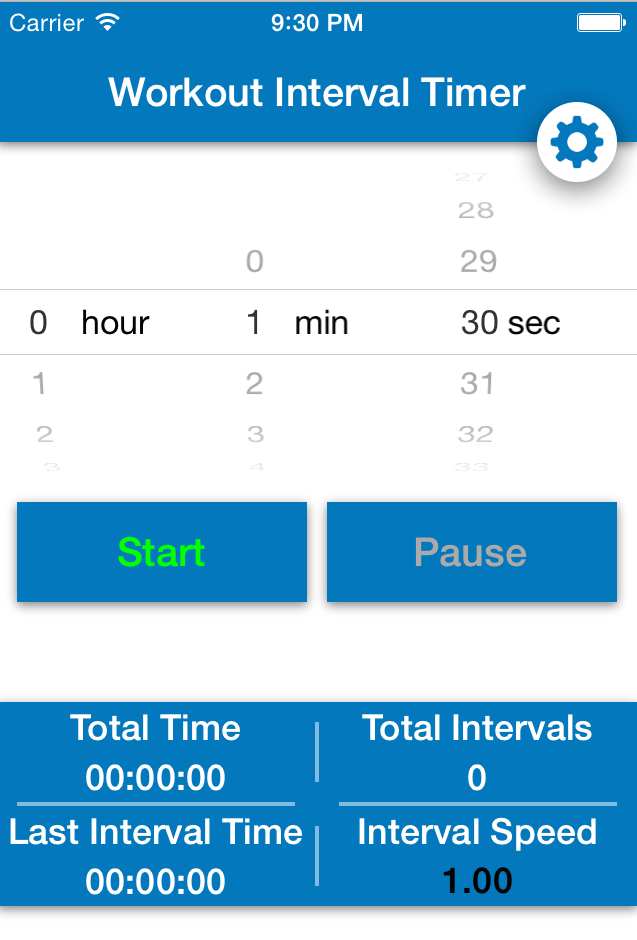 Carrier 9:30 PM
Workout Interval Timer
27
28
0 29
0 hour 1 min 30 sec
1 2 31
2 3 32
3 4 33
Start Pause
Total Time Total Intervals
00:00:00 0
Last Interval Time Interval Speed
00:00:00 1.00